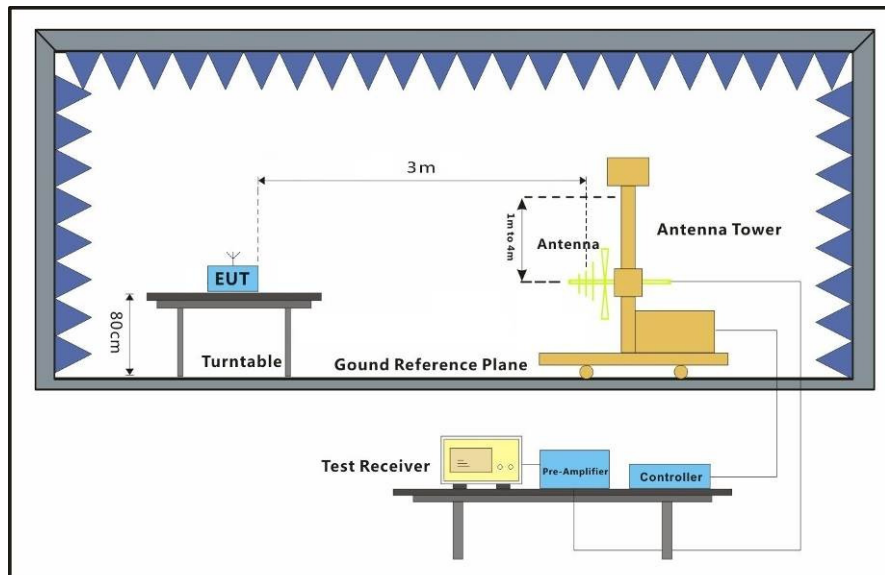 3m
1m to 4m
Antenna
Antenna Tower
EUT
80cm
Turntable
Gound Reference Plane
Test Receiver
Pre-Amplifier
Controller